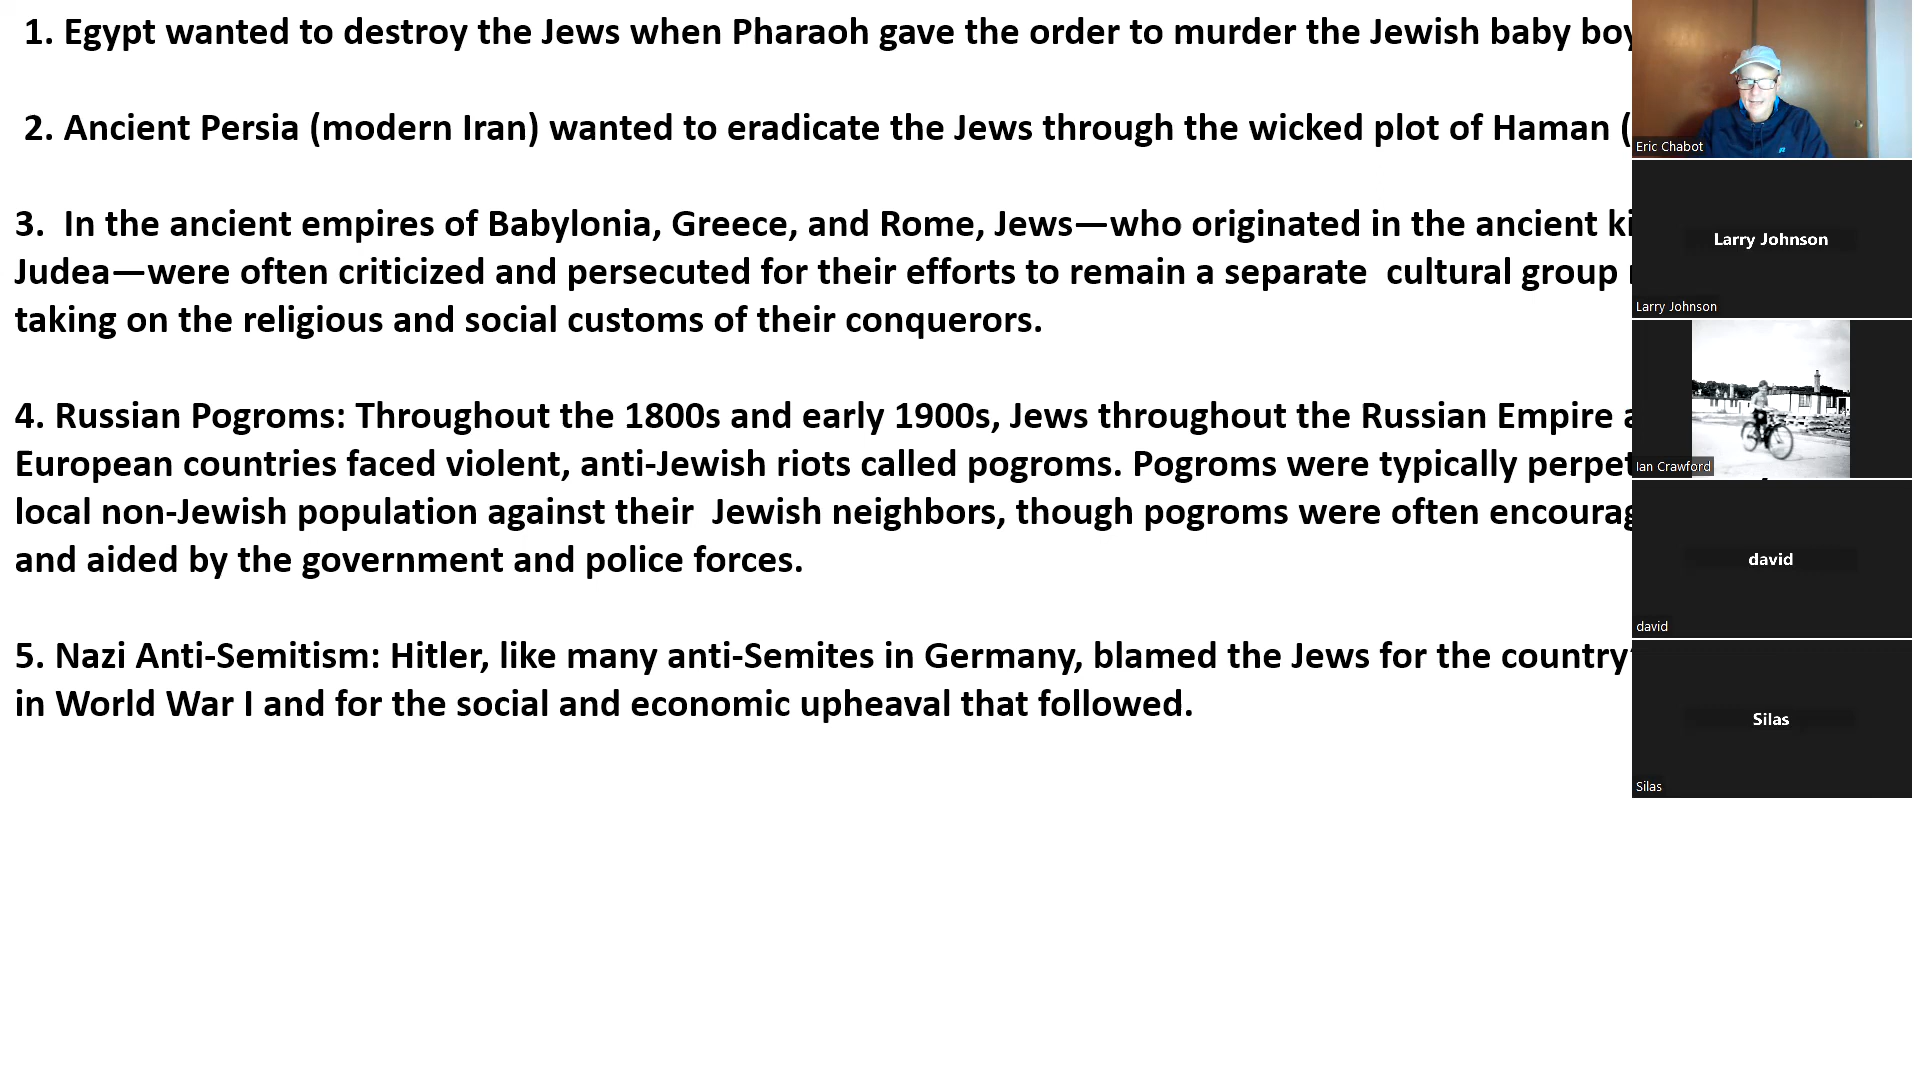 1. Egypt wanted to destroy the Jews when Pharaoh gave the order to murder the Jewish baby
2. Ancient Persia (modern Iran) wanted to eradicate the Jews through the wicked plot of Haman (
3. In the ancient empires of Babylonia, Greece, and Rome, Jews—who originated in the ancient
Judea—were often criticized and persecuted for their efforts to remain a separate cultural group
taking on the religious and social customs of their conquerors.
4. Russian Pogroms: Throughout the 1800s and early 1900s, Jews throughout the Russian Empire
European countries faced violent, anti-Jewish riots called pogroms. Pogroms were typically
local non-Jewish population against their Jewish neighbors, though pogroms were often
and aided by the government and police forces.
5. Nazi Anti-Semitism: Hitler, like many anti-Semites in Germany, blamed the Jews for the
in World War I and for the social and economic upheaval that followed.
Eric Chabot
Larry Johnson
Larry Johnson
Ian Crawford
david
david
Silas
Silas